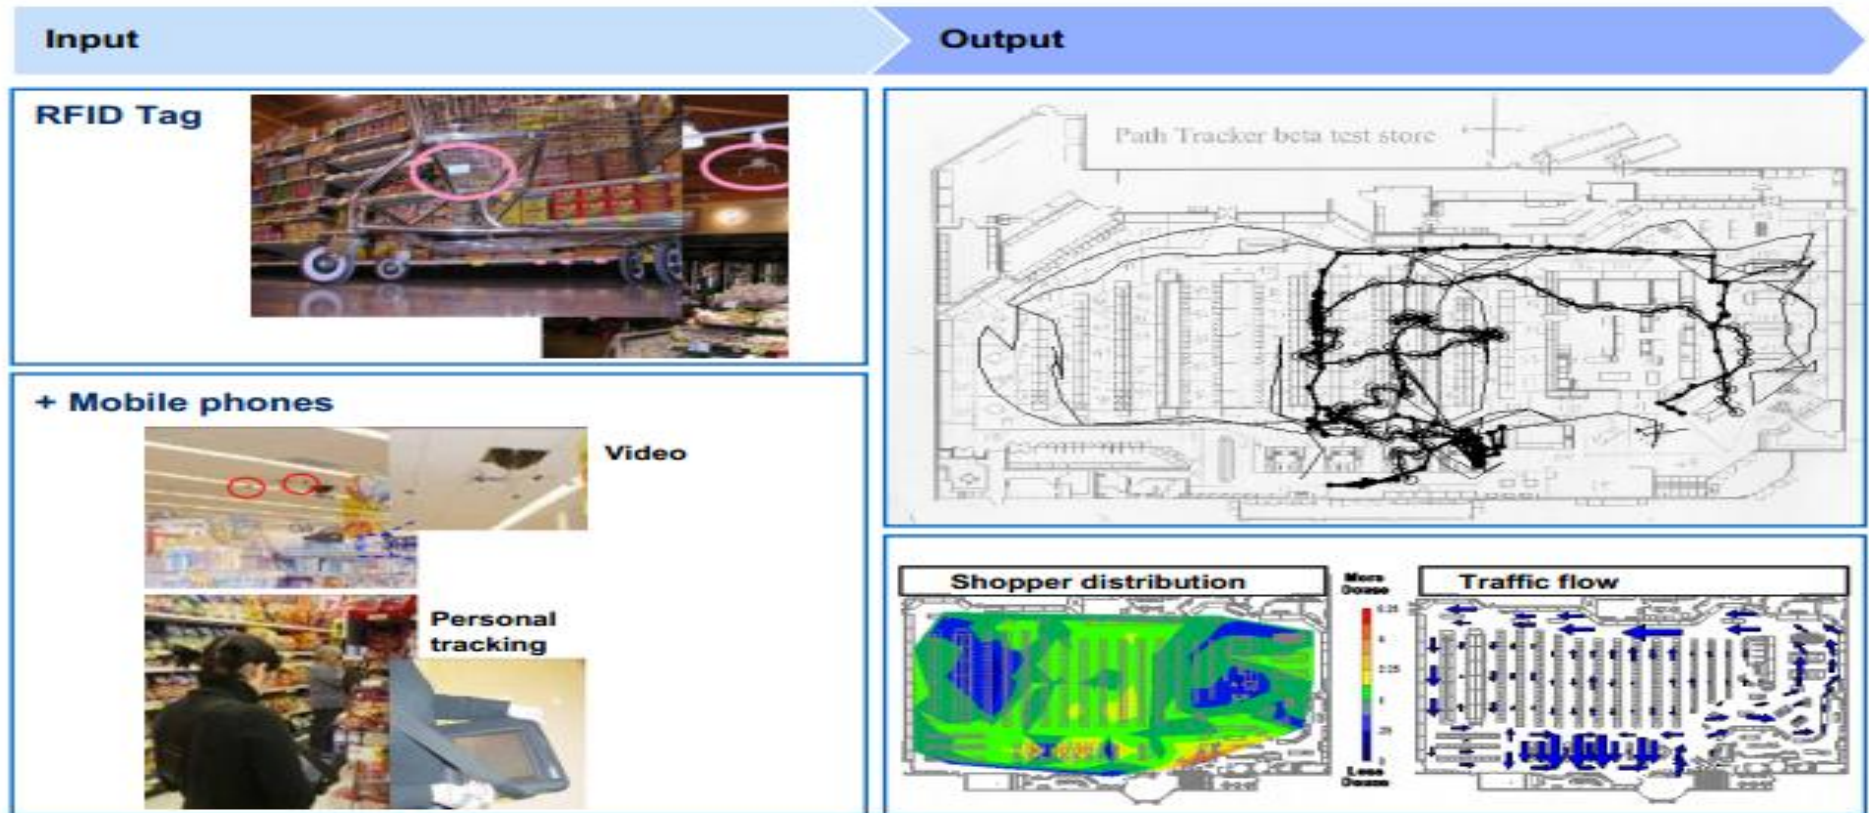 Input
Output
RFID Tag
Path Tracker beta test store
+ Mobile phones
Video
Personal
tracking
Shopper distribution
More
Dense
Traffic flow
Less
Dense